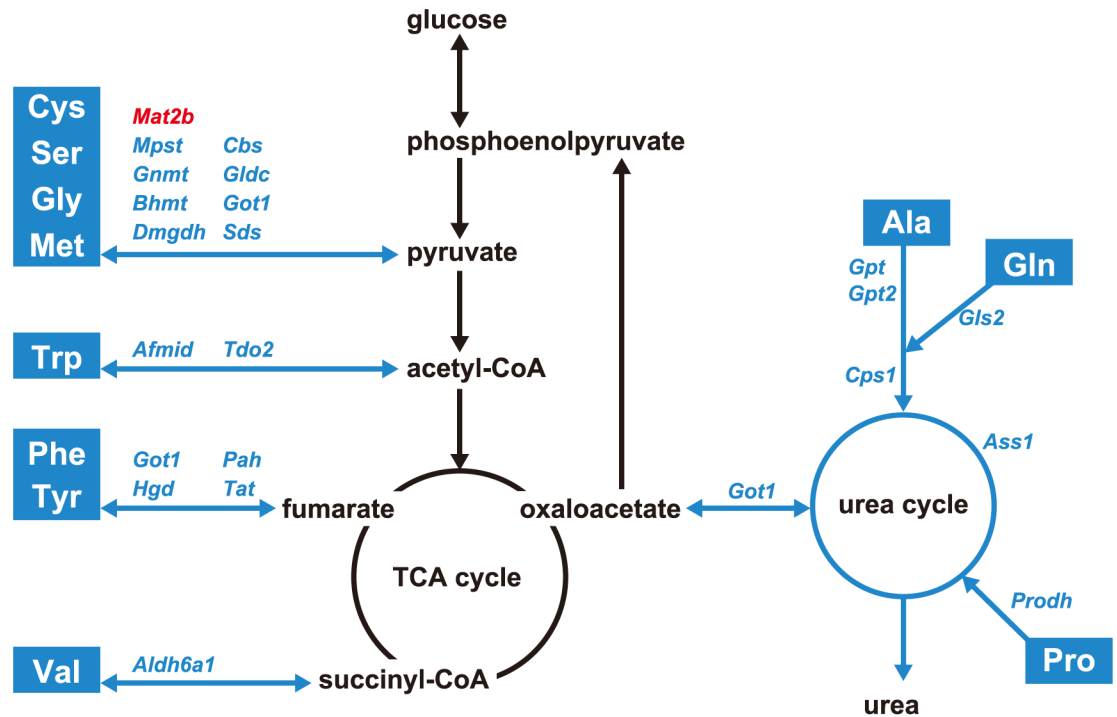 glucose
Cys
Mat2b
Ser
Mpst Cbs
phosphoenolpyruvate
Gnmt Gldc
Gly
Bhmt Got1
Met
Dmgdh Sds
pyruvate
Ala
Gln
Gpt
Gpt2
Gls2
Trp
Afmid Tdo2
acetyl-CoA
Cps1
Phe
Got1 Pah
Ass1
Tyr
Hgd Tat
fumarate
oxaloacetate
Got1
urea cycle
TCA cycle
Prodh
Val
Aldh6a1
succinyl-CoA
Pro
urea